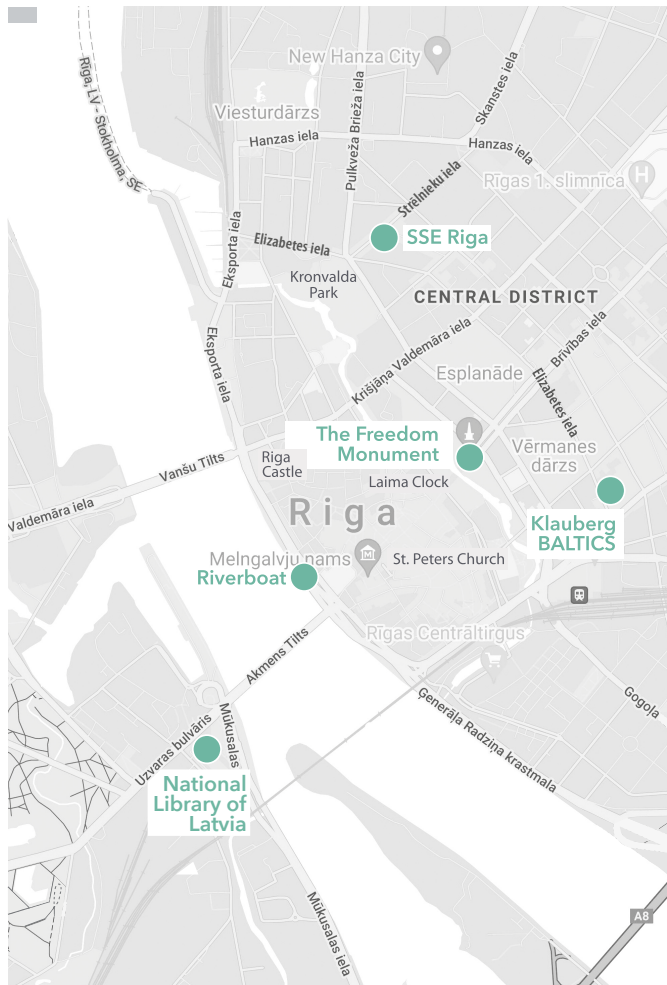 New Hanza City
Skanstes iela
Rīga, LV - Stokholma, SE
Viesturdārzs
Pulkveža Brieža iela
Hanzas iela
Hanzas iela
Strēlnieku iela
Rīgas 1. slimnīca
H
SSE Riga
Eksporta iela
Elizabetes iela
Kronvalda
Park
CENTRAL DISTRICT
Eksporta iela
Krišjāņa Valdemāra iela
Brīvības iela
Esplanāde
Elizabetes iela
The Freedom
Monument
Vērmanes
dārzs
Riga
Castle
Vanšu Tilts
Laima Clock
Valdemāra iela
Riga
Klauberg
BALTICS
Melngalvju nams
St. Peters Church
Riverboat
Rīgas Centrāltirgus
Akmens Tilts
Gogoļa
Ģenerāļa Radziņa krastmala
Mūkusalas
Uzvaras bulvāris
National
Library of
Latvia
Mūkusalas iela
A8